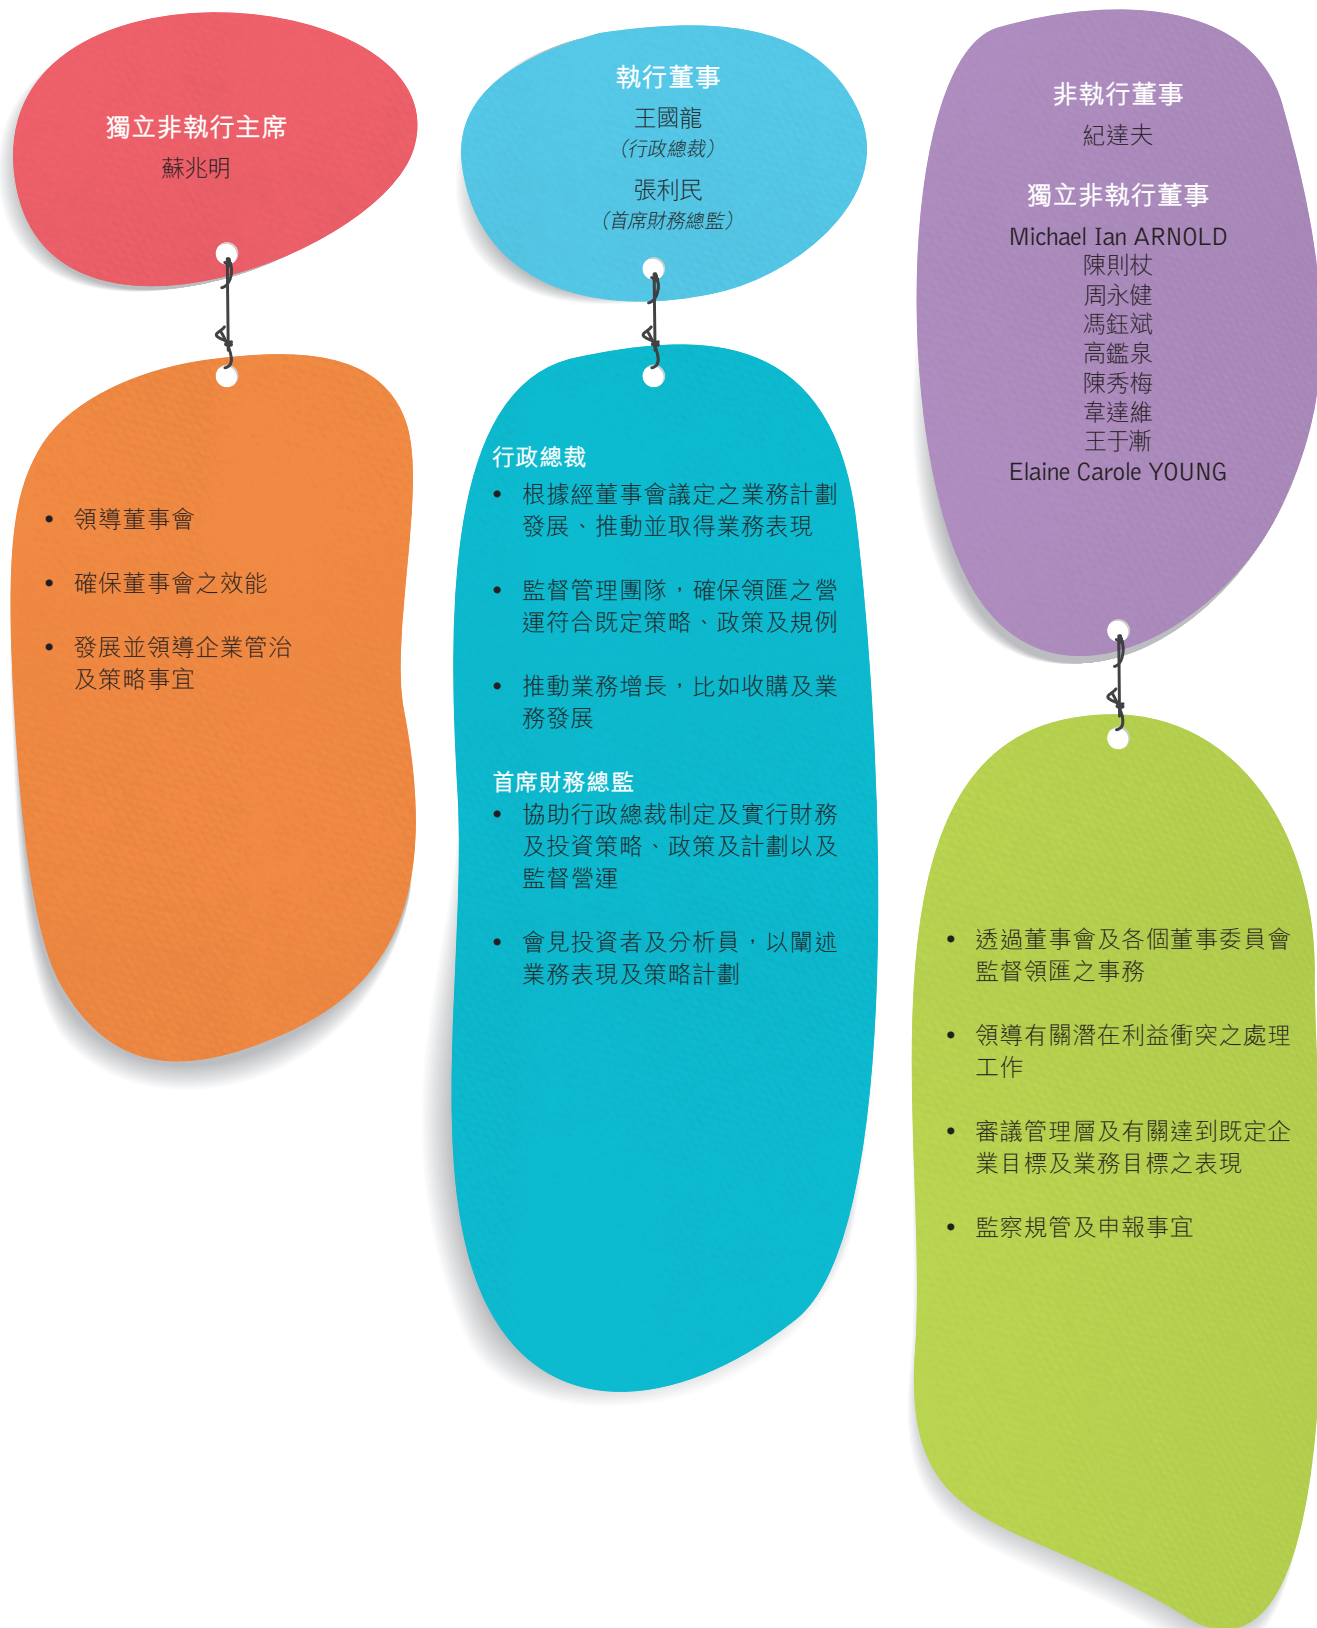 獨立非執行主席
蘇兆明
• 領導董事會
• 確保董事會之效能
• 發展並領導企業管治
及策略事宜
執行董事
王國龍
（行政總裁）
張利民
（首席財務總監）
行政總裁
• 根據經董事會議定之業務計劃
發展、推動並取得業務表現
• 監督管理團隊，確保領匯之營
運符合既定策略、政策及規例
• 推動業務增長，比如收購及業
務發展
首席財務總監
• 協助行政總裁制定及實行財務
及投資策略、政策及計劃以及
監督營運
• 會見投資者及分析員，以闡述
業務表現及策略計劃
非執行董事
紀達夫
獨立非執行董事
Michael Ian ARNOLD
陳則杖
周永健
馮鈺斌
高鑑泉
陳秀梅
韋達維
王于漸
Elaine Carole YOUNG
• 透過董事會及各個董事委員會
監督領匯之事務
• 領導有關潛在利益衝突之處理
工作
• 審議管理層及有關達到既定企
業目標及業務目標之表現
• 監察規管及申報事宜